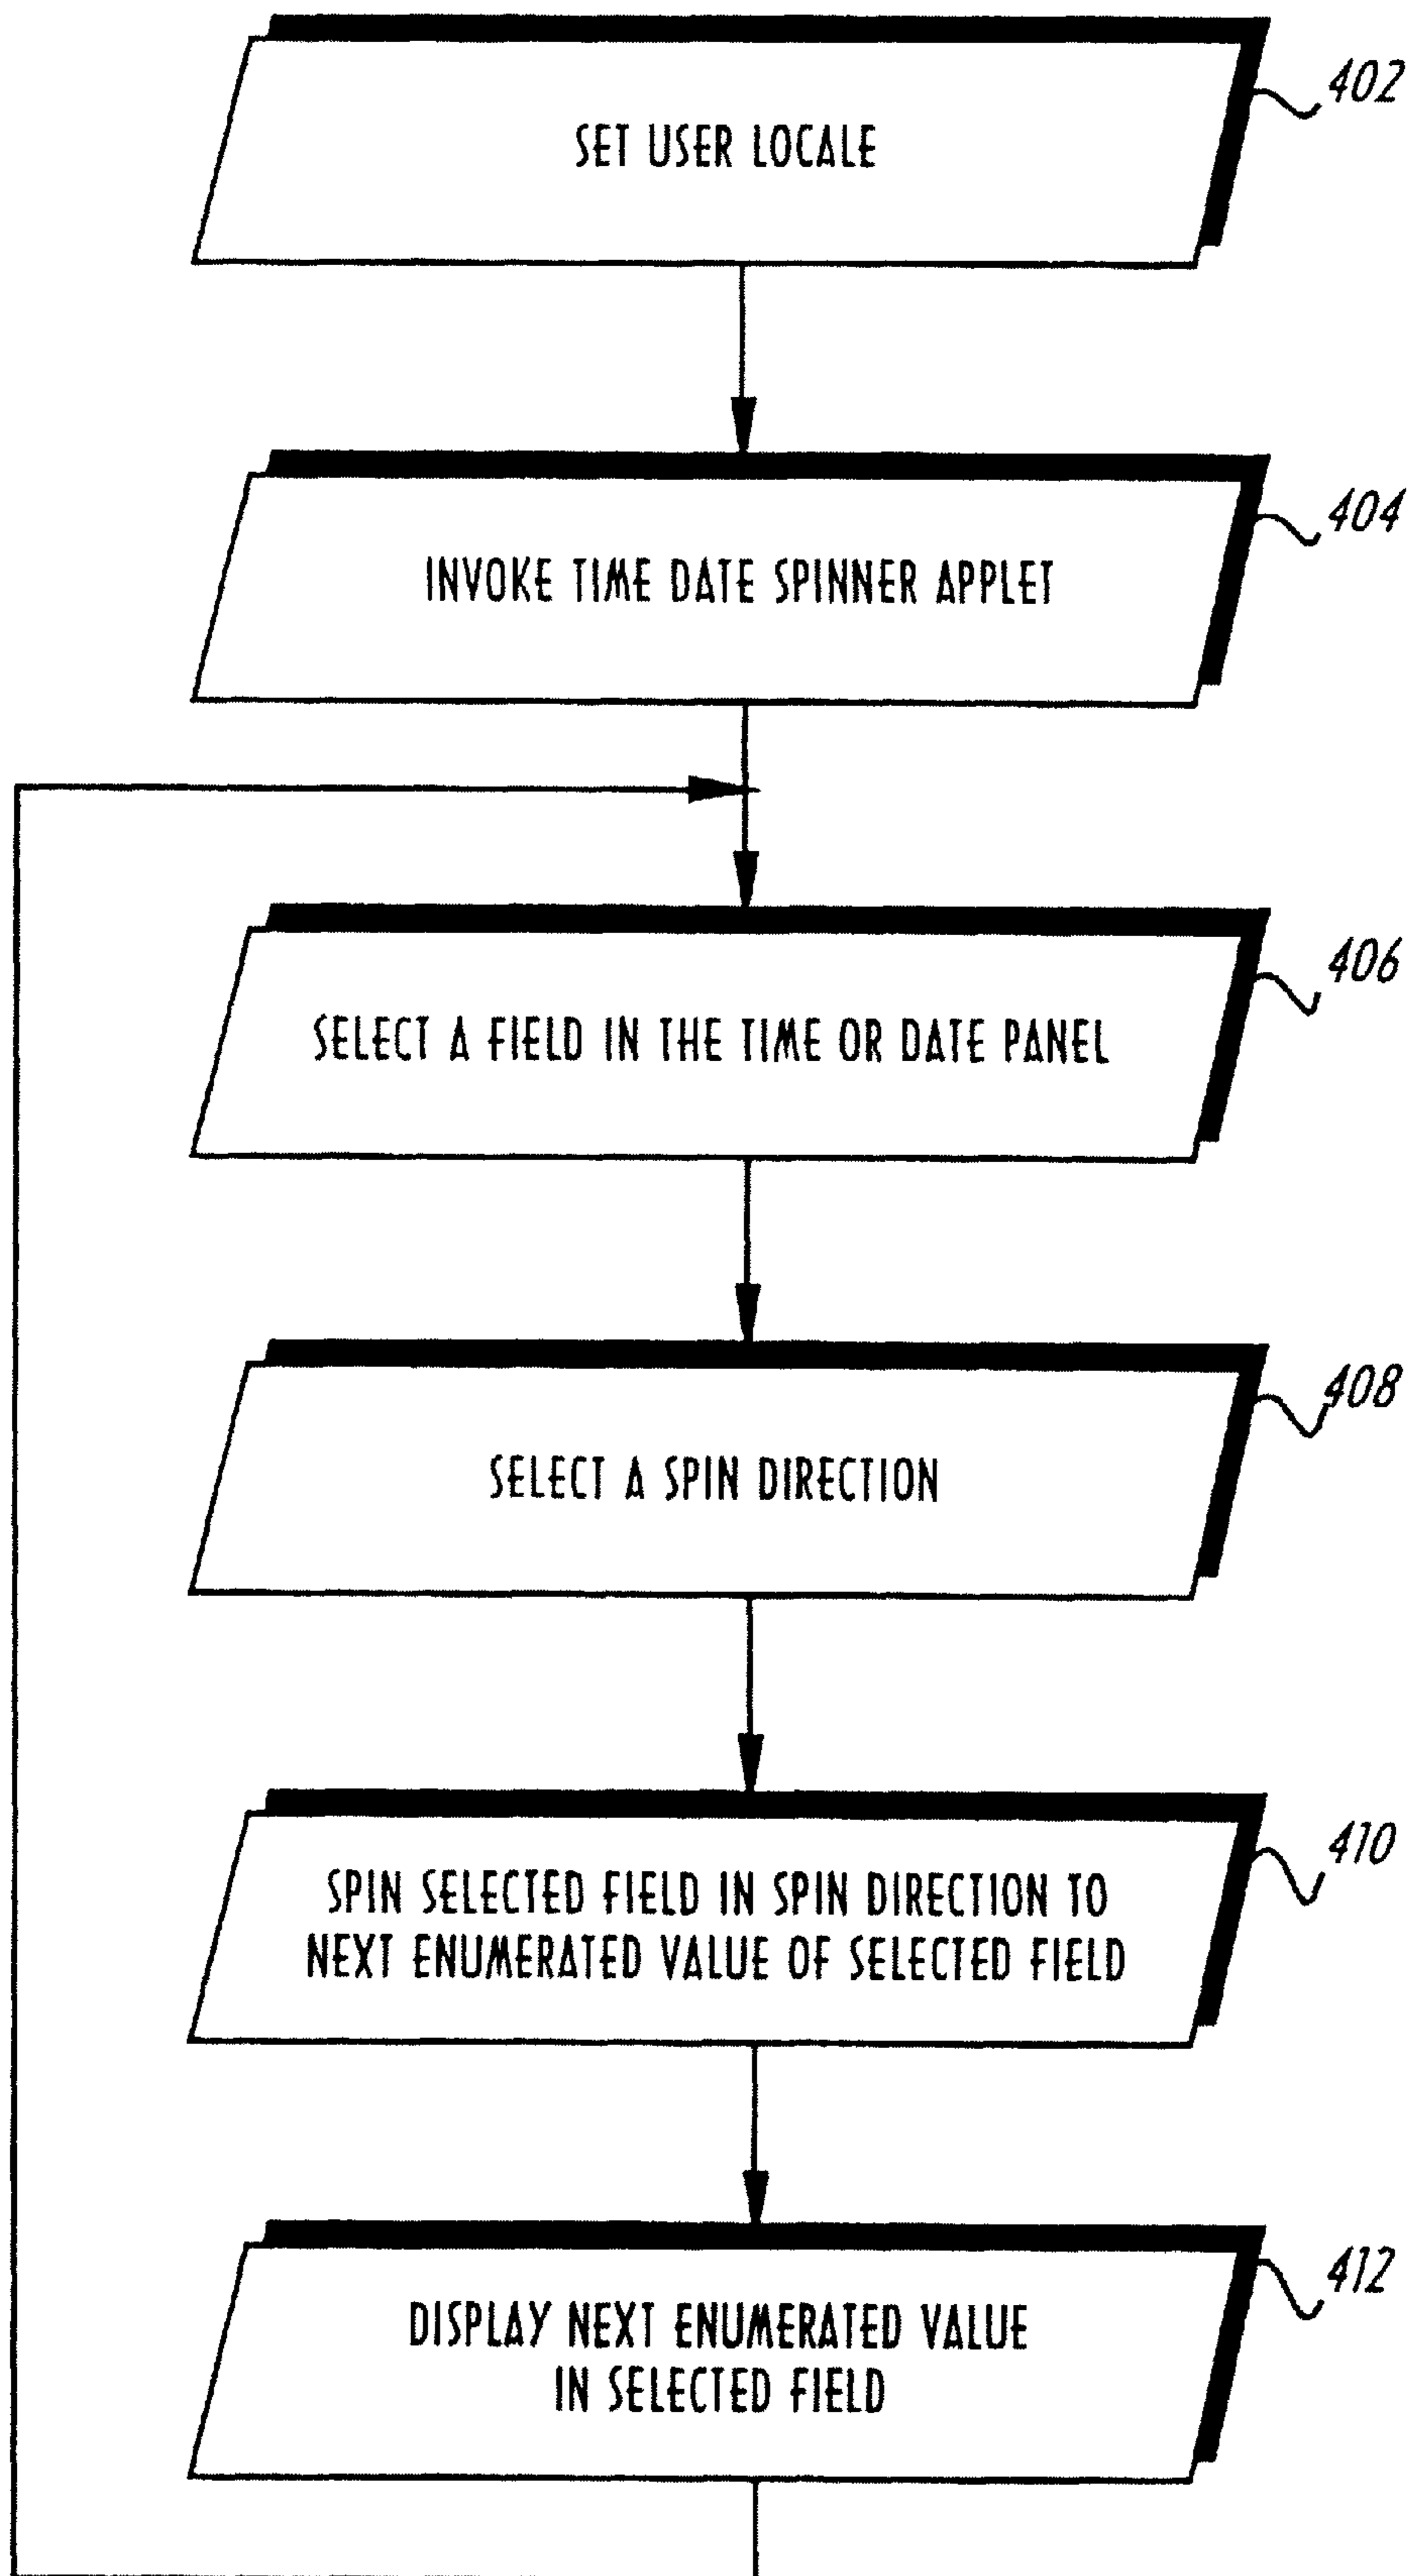 402
SET USER LOCALE
404
INVOKE TIME DATE SPINNER APPLET
406
SELECT A FIELD IN THE TIME OR DATE PANEL
408
SELECT A SPIN DIRECTION
410
SPIN SELECTED FIELD IN SPIN DIRECTION TO
NEXT ENUMERATED VALUE OF SELECTED FIELD
412
DISPLAY NEXT ENUMERATED VALUE
IN SELECTED FIELD